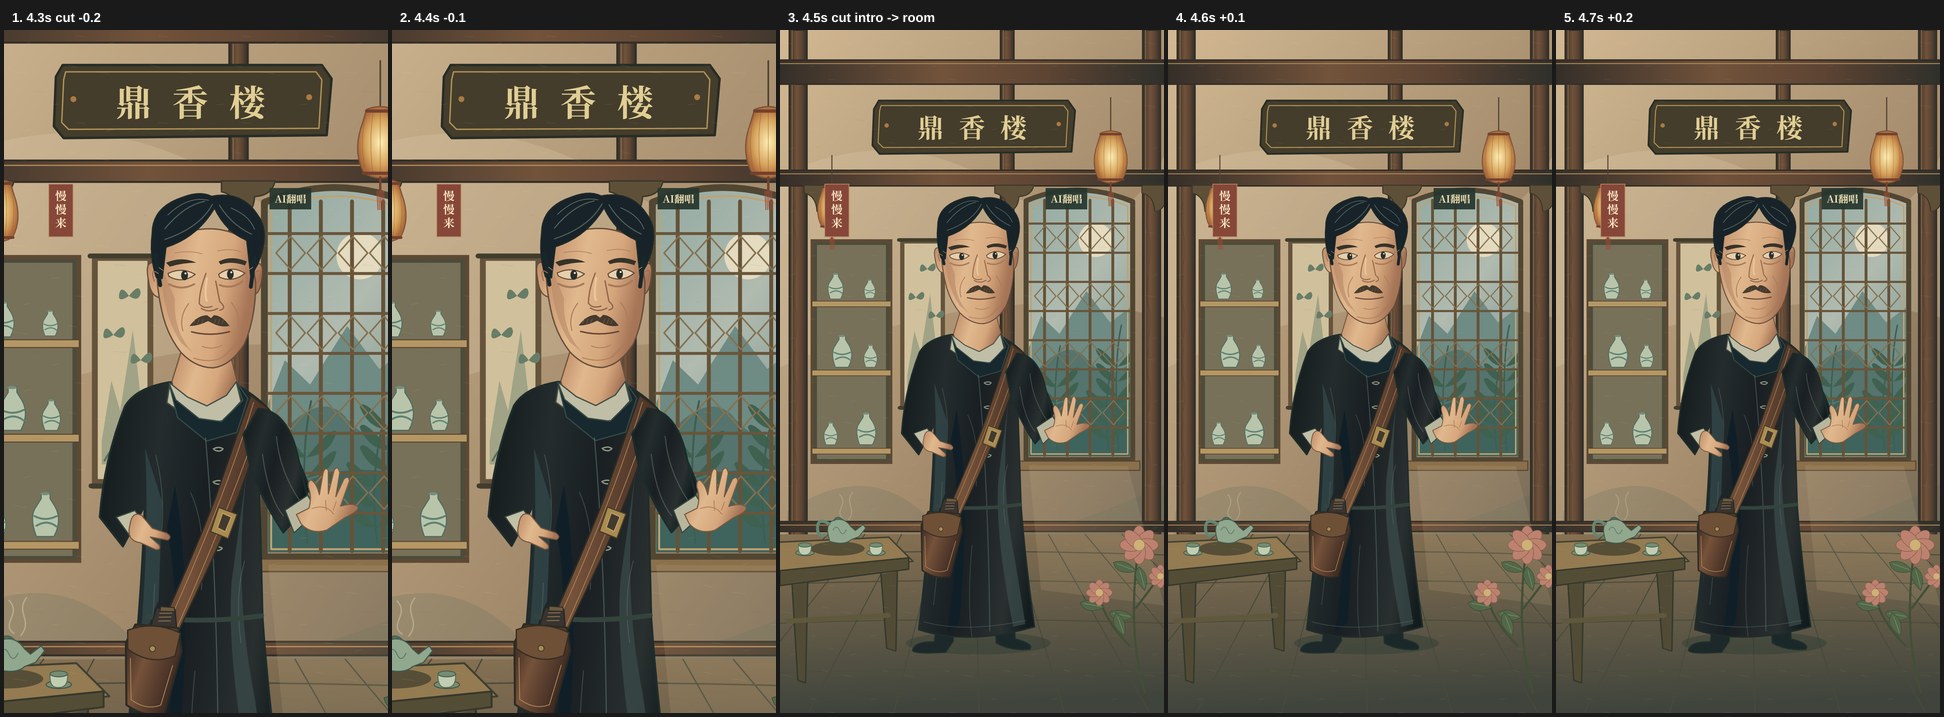 1. 4.3s cut -0.2
鼎香楼
慢慢来
AI翻唱
2. 4.4s -0.1
鼎香楼
慢慢来
AI翻唱
3. 4.5s cut intro -> room
鼎香楼
慢慢来
AI翻唱
4. 4.6s +0.1
鼎香楼
慢慢来
AI翻唱
5. 4.7s +0.2
鼎香楼
慢慢来
AI翻唱